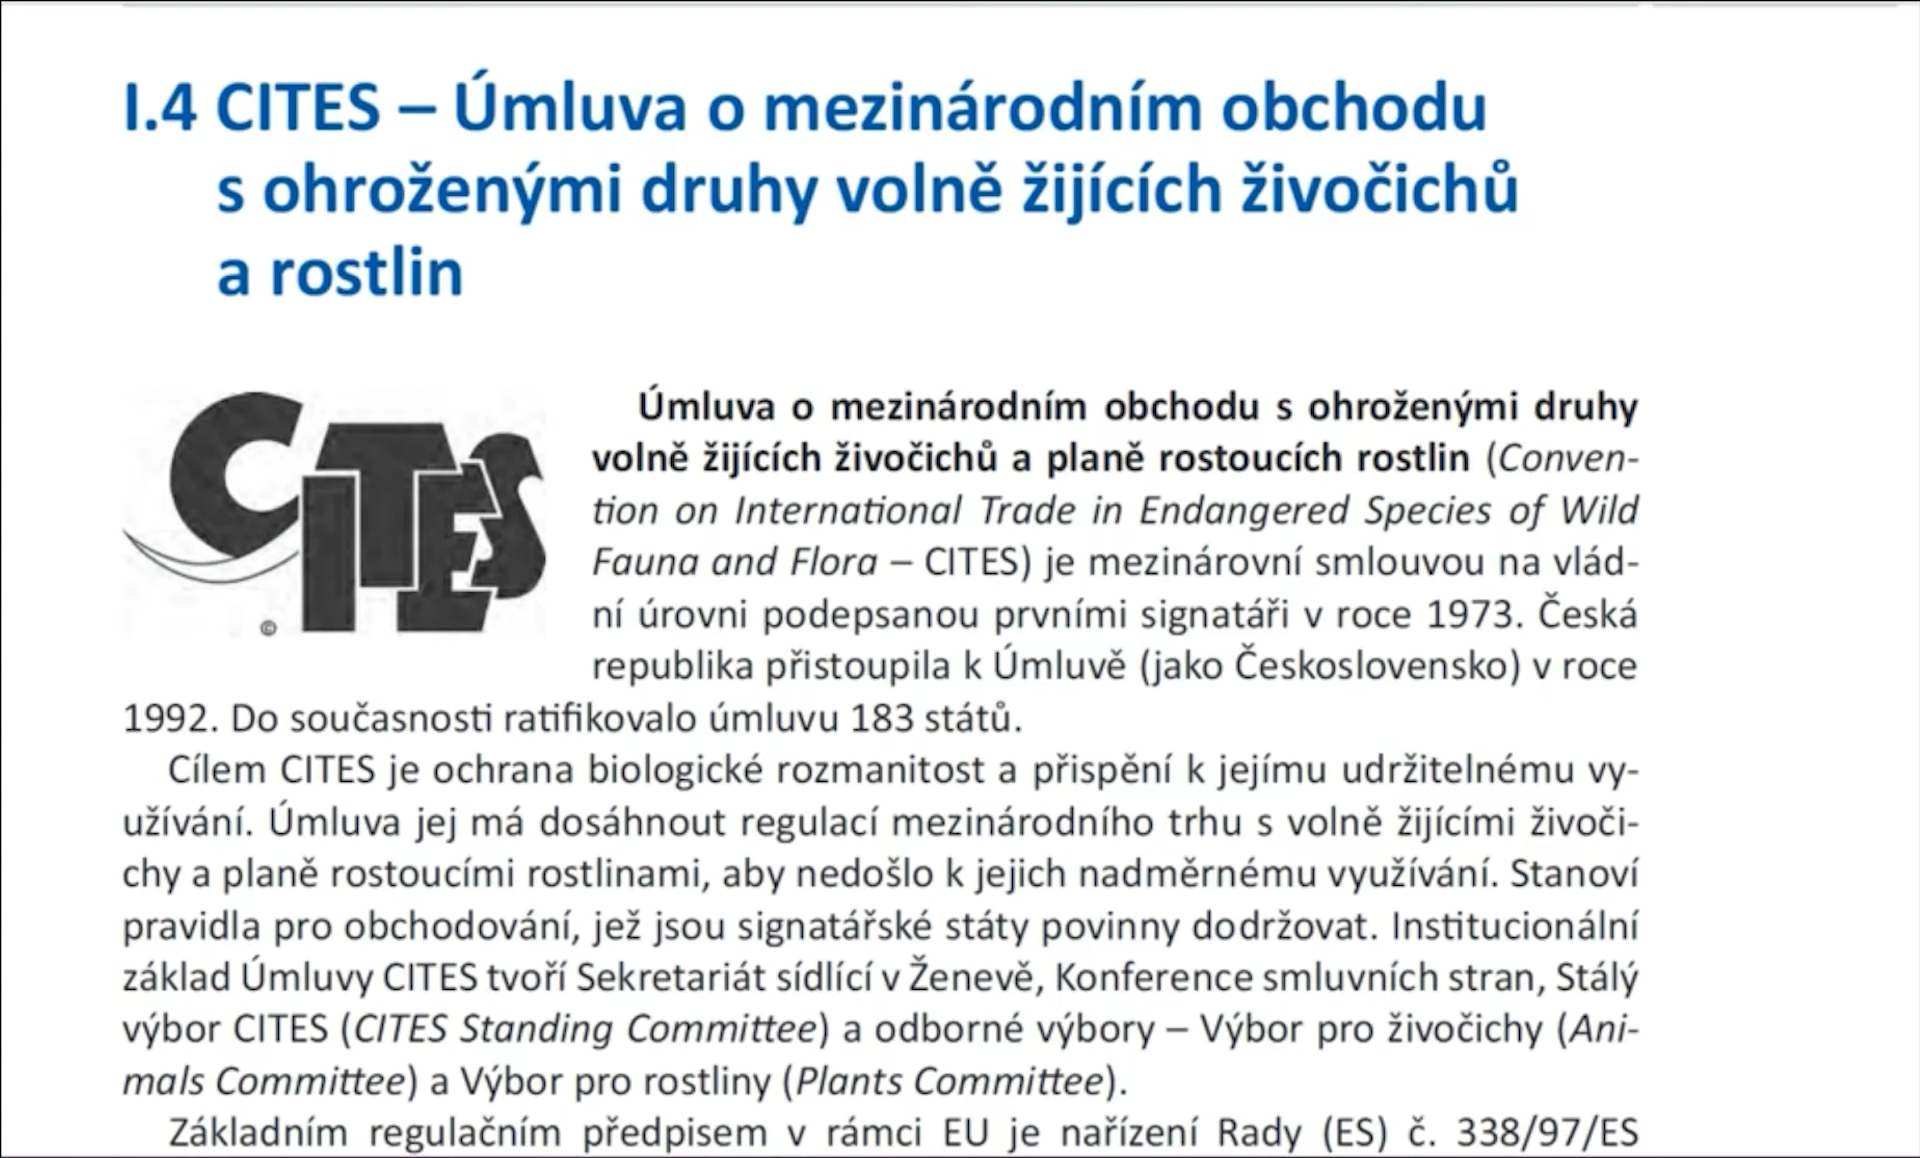 I.4 CITES – Úmluva o mezinárodním obchodu
s ohroženými druhy volně žijících živočichů
a rostlin
CITES
©
Úmluva o mezinárodním obchodu s ohroženými druhy
volně žijících živočichů a planě rostoucích rostlin (Conven-
tion on International Trade in Endangered Species of Wild
Fauna and Flora – CITES) je mezinárovní smlouvou na vlád-
ní úrovni podepsanou prvními signatáři v roce 1973. Česká
republika přistoupila k Úmluvě (jako Československo) v roce
1992. Do současnosti ratifikovalo úmluvu 183 států.
Cílem CITES je ochrana biologické rozmanitost a přispění k jejímu udržitelnému vy-
užívání. Úmluva jej má dosáhnout regulací mezinárodního trhu s volně žijícími živoči-
chy a planě rostoucími rostlinami, aby nedošlo k jejich nadměrnému využívání. Stanoví
pravidla pro obchodování, jež jsou signatářské státy povinny dodržovat. Institucionální
základ Úmluvy CITES tvoří Sekretariát sídlící v Ženevě, Konference smluvních stran, Stálý
výbor CITES (CITES Standing Committee) a odborné výbory – Výbor pro živočichy (Ani-
mals Committee) a Výbor pro rostliny (Plants Committee).
Základním regulačním předpisem v rámci EU je nařízení Rady (ES) č. 338/97/ES